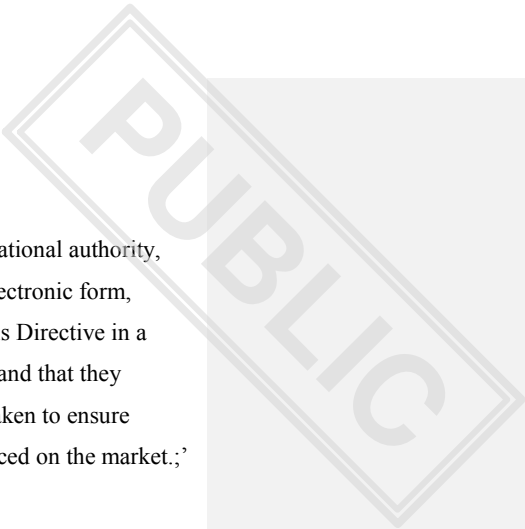 PUBLIC
ational authority,
ectronic form,
s Directive in a
and that they
aken to ensure
ced on the market.;’